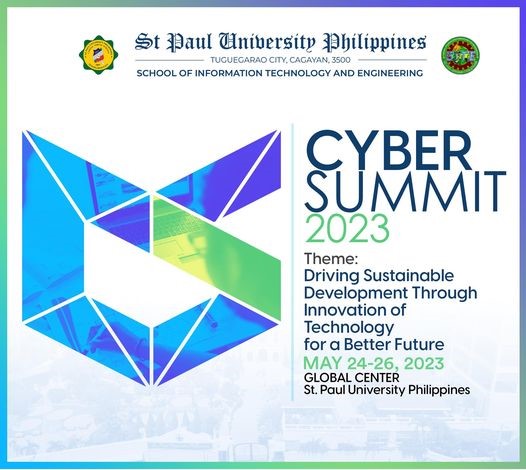 St Paul University Philippines
TUGUEGARAO CITY, CAGAYAN, 3500
SCHOOL OF INFORMATION TECHNOLOGY AND ENGINEERING
CYBER
SUMMIT
2023
Theme:
Driving Sustainable
Development Through
Innovation of
Technology
for a Better Future
MAY 24-26, 2023
GLOBAL CENTER
St. Paul University Philippines